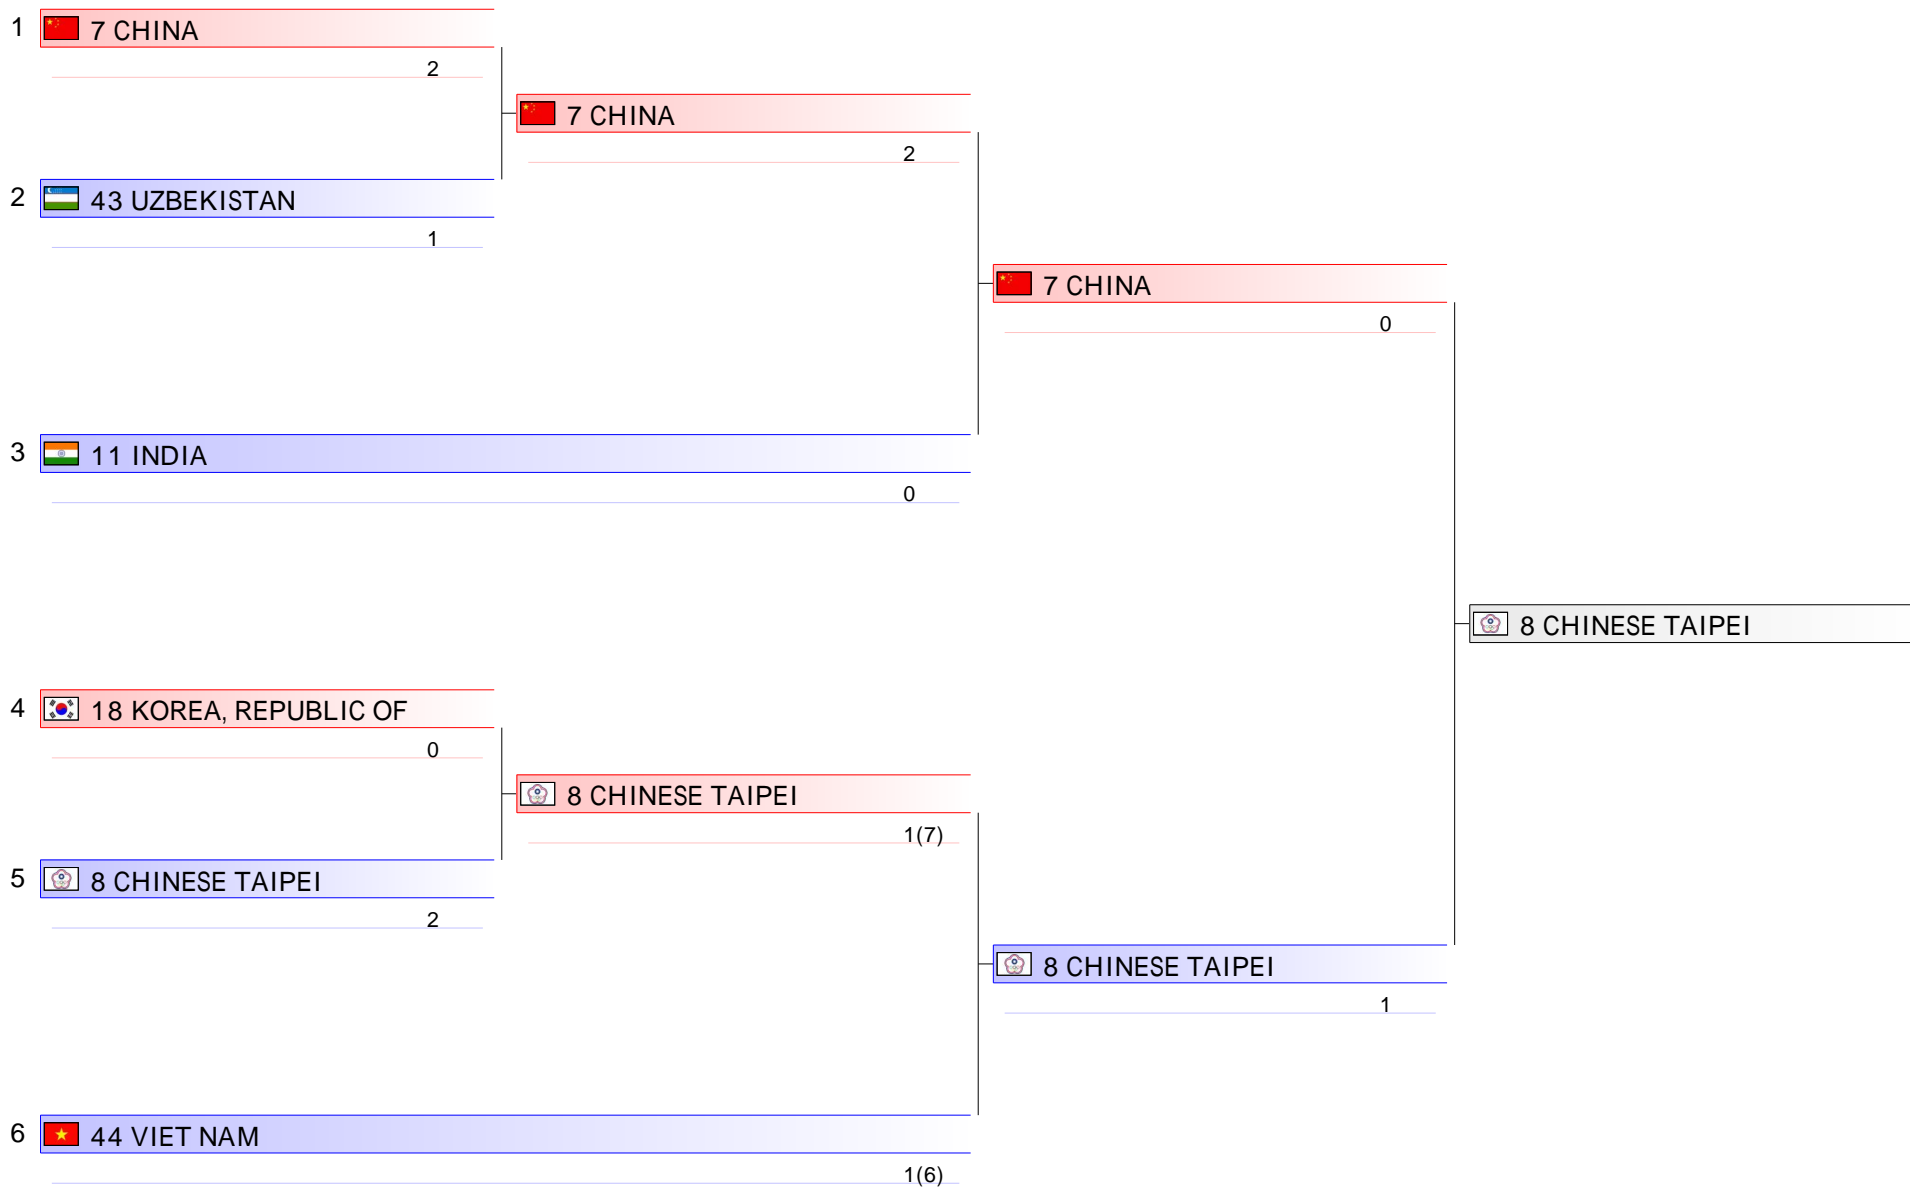 1 7 CHINA
2
7 CHINA
2
2 43 UZBEKISTAN
1
7 CHINA
0
3 11 INDIA
0
8 CHINESE TAIPEI
4 18 KOREA, REPUBLIC OF
0
8 CHINESE TAIPEI
1(7)
5 8 CHINESE TAIPEI
2
8 CHINESE TAIPEI
1
6 44 VIET NAM
1(6)